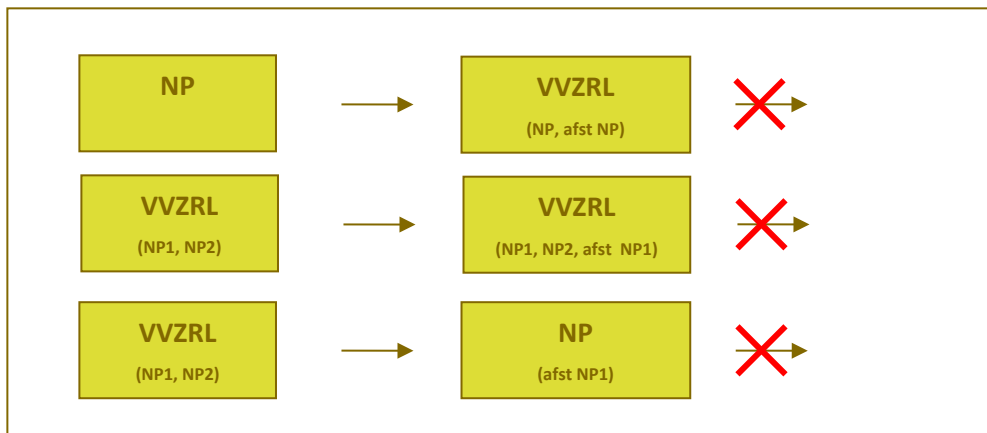 NP
VVZRL
(NP, afst NP)
VVZRL
(NP1, NP2)
VVZRL
(NP1, NP2, afst  NP1)
VVZRL
(NP1, NP2)
NP
(afst NP1)